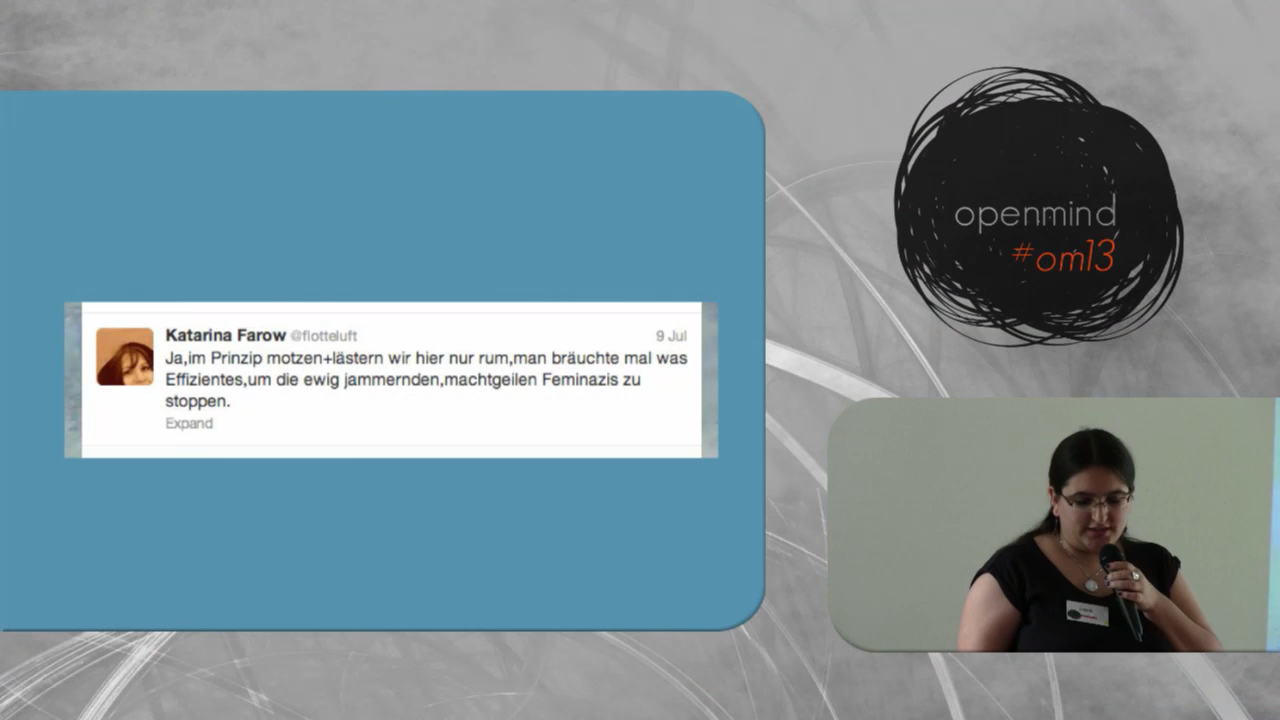 openmind
#om13
Katarina Farow @flotteluft 9 Jul
Ja,im Prinzip motzen+lästern wir hier nur rum,man bräuchte mal was
Effizientes,um die ewig jammernden,machtgeilen Feminazis zu
stoppen.
Expand